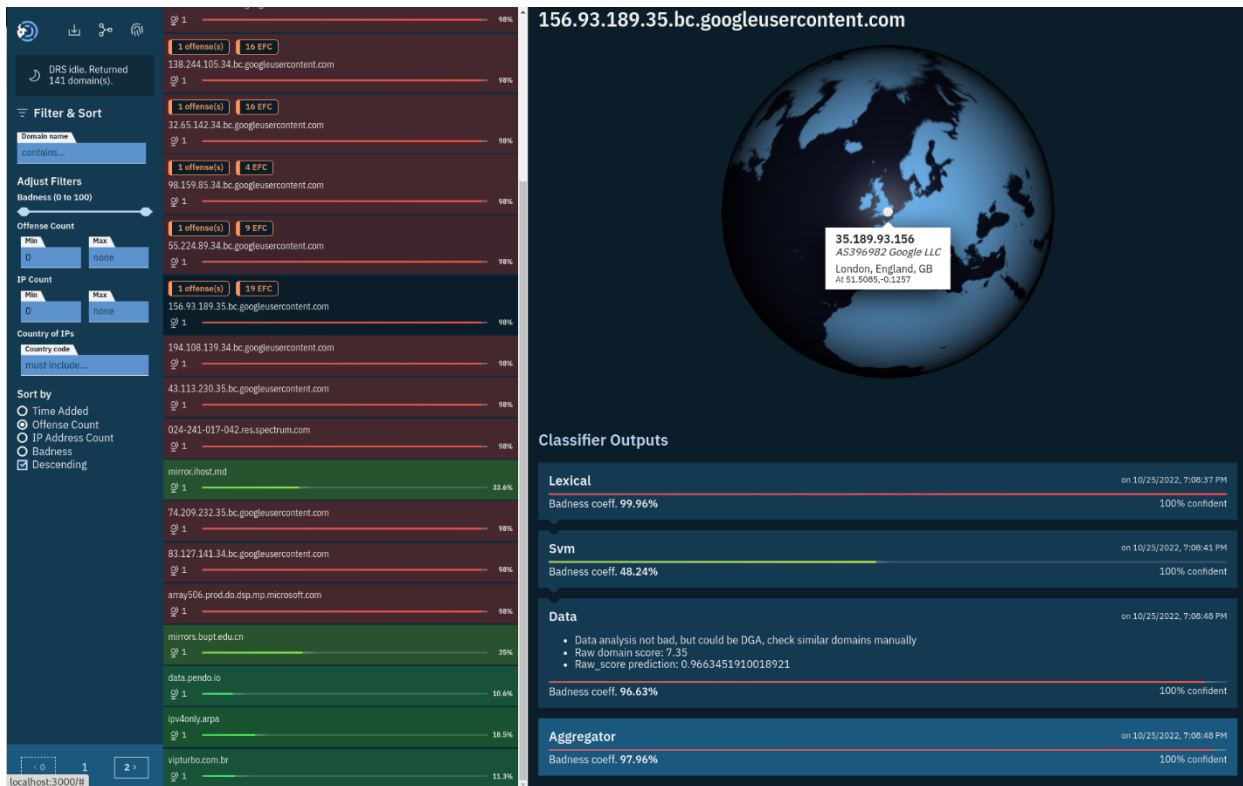 DRS idle. Returned
141 domain(s).
Filter & Sort
Domain name
contains...
Adjust Filters
Badness (0 to 100)
Offense Count
Min
Max
0
none
IP Count
Min
Max
0
none
Country of IPs
Country code
must include...
Sort by
Time Added
Offense Count
IP Address Count
Badness
Descending
‹ 0
1
2 ›
localhost:3000/#
1
98%
1 offense(s) 16 EFC
138.244.105.34.bc.googleusercontent.com
1
98%
1 offense(s) 16 EFC
32.65.142.34.bc.googleusercontent.com
1
98%
1 offense(s) 4 EFC
98.159.85.34.bc.googleusercontent.com
1
98%
1 offense(s) 9 EFC
55.224.89.34.bc.googleusercontent.com
1
98%
1 offense(s) 19 EFC
156.93.189.35.bc.googleusercontent.com
1
98%
194.108.139.34.bc.googleusercontent.com
1
98%
43.113.230.35.bc.googleusercontent.com
1
98%
024-241-017-042.res.spectrum.com
1
98%
mirror.ihost.md
1
33.6%
74.209.232.35.bc.googleusercontent.com
1
98%
83.127.141.34.bc.googleusercontent.com
1
98%
array506.prod.do.dsp.mp.microsoft.com
1
98%
mirrors.bupt.edu.cn
1
35%
data.pendo.io
1
10.6%
ipv4only.arpa
1
18.5%
vipturbo.com.br
1
11.3%
156.93.189.35.bc.googleusercontent.com
35.189.93.156
AS396982 Google LLC
London, England, GB
At 51.5085,-0.1257
Classifier Outputs
Lexical
on 10/25/2022, 7:08:37 PM
Badness coeff. 99.96%
100% confident
Svm
on 10/25/2022, 7:08:41 PM
Badness coeff. 48.24%
100% confident
Data
on 10/25/2022, 7:08:48 PM
• Data analysis not bad, but could be DGA, check similar domains manually
• Raw domain score: 7.35
• Raw_score prediction: 0.9663451910018921
Badness coeff. 96.63%
100% confident
Aggregator
on 10/25/2022, 7:08:48 PM
Badness coeff. 97.96%
100% confident